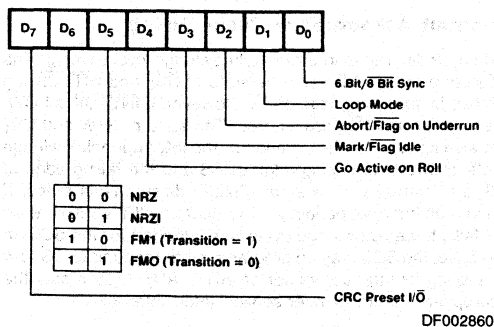 D7 D6 D5 D4 D3 D2 D1 D0
6 Bit/8 Bit Sync
Loop Mode
Abort/Flag on Underrun
Mark/Flag Idle
Go Active on Roll
0 0 NRZ
0 1 NRZI
1 0 FM1 (Transition = 1)
1 1 FMO (Transition = 0)
CRC Preset I/O
DF002860